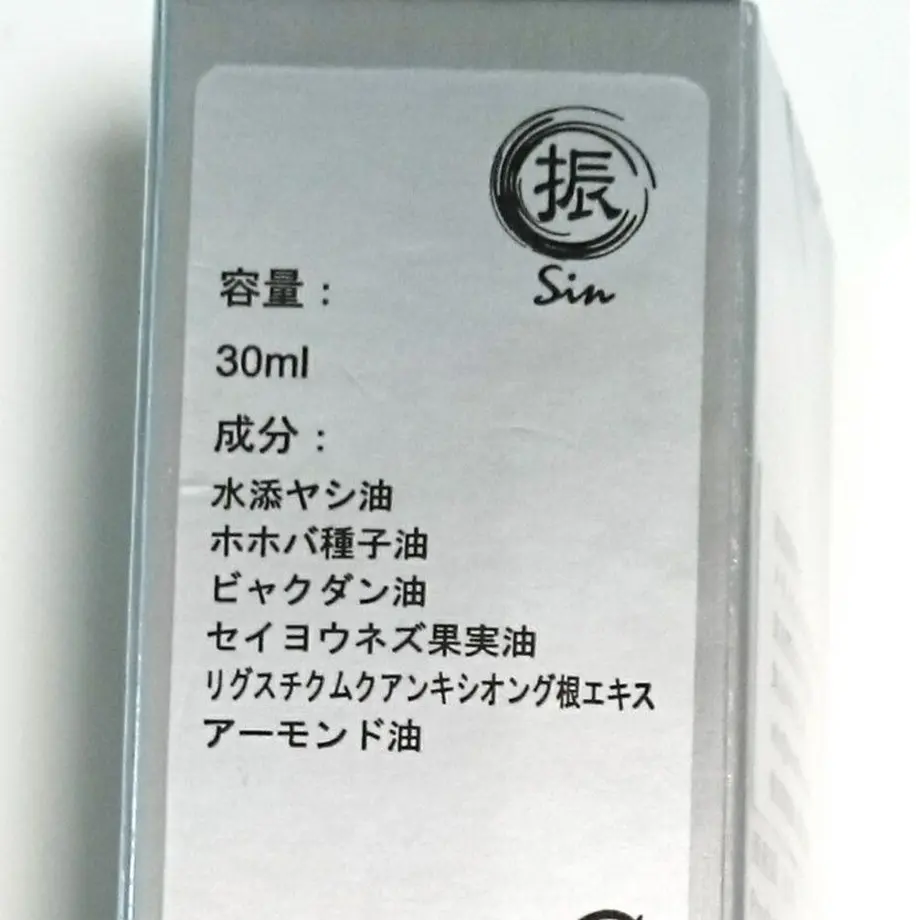 振
Sin
容量：
30ml
成分：
水添ヤシ油
ホホバ種子油
ビャクダン油
セイヨウネズ果実油
リグスチクムクアンキシオング根エキス
アーモンド油